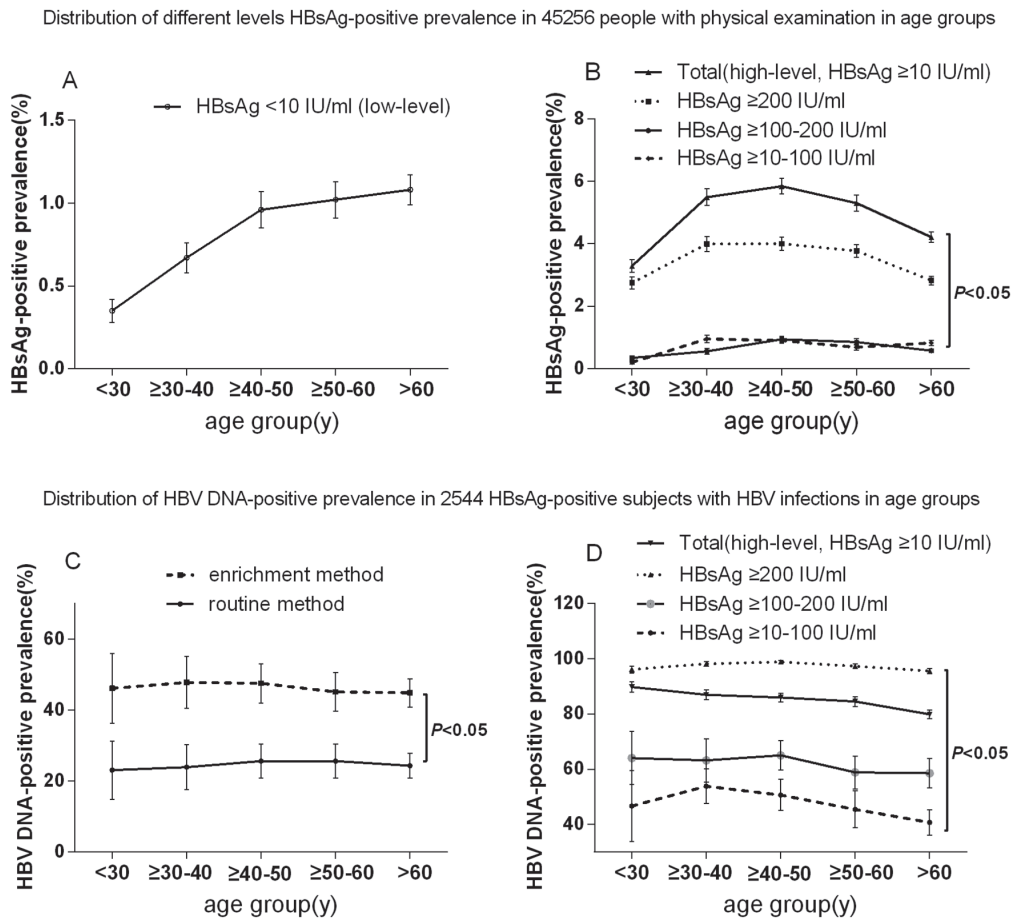 Distribution of different levels HBsAg-positive prevalence in 45256 people with physical examination in age groups
A
HBsAg <10 IU/ml (low-level)
HBsAg-positive prevalence(%)
1.5
1.0
0.5
0.0
<30 ≥30-40 ≥40-50 ≥50-60 >60
age group(y)
B
Total(high-level, HBsAg ≥10 IU/ml)
HBsAg ≥200 IU/ml
HBsAg ≥100-200 IU/ml
HBsAg ≥10-100 IU/ml
HBsAg-positive prevalence(%)
8
6
4
2
0
P<0.05
<30 ≥30-40 ≥40-50 ≥50-60 >60
age group(y)
Distribution of HBV DNA-positive prevalence in 2544 HBsAg-positive subjects with HBV infections in age groups
C
enrichment method
routine method
HBV DNA-positive prevalence(%)
60
40
20
0
P<0.05
<30 ≥30-40 ≥40-50 ≥50-60 >60
age group(y)
D
Total(high-level, HBsAg ≥10 IU/ml)
HBsAg ≥200 IU/ml
HBsAg ≥100-200 IU/ml
HBsAg ≥10-100 IU/ml
HBV DNA-positive prevalence(%)
120
100
80
60
40
P<0.05
<30 ≥30-40 ≥40-50 ≥50-60 >60
age group(y)